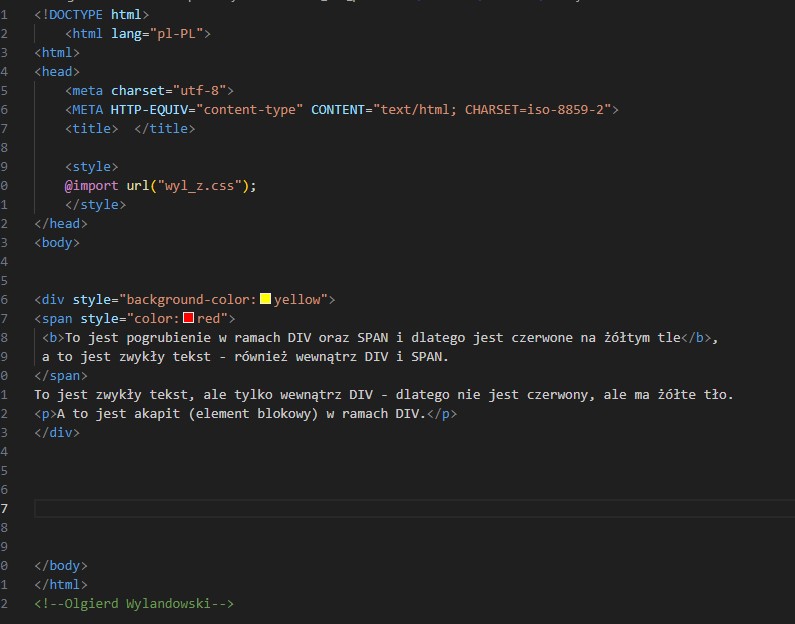 1 <!DOCTYPE html>
2     <html lang="pl-PL">
3 <html>
4 <head>
5     <meta charset="utf-8">
6     <META HTTP-EQUIV="content-type" CONTENT="text/html; CHARSET=iso-8859-2">
7     <title>  </title>
8
9     <style>
0     @import url("wyl_z.css");
1     </style>
2 </head>
3 <body>
4
5
6 <div style="background-color:yellow">
7 <span style="color:red">
8  <b>To jest pogrubienie w ramach DIV oraz SPAN i dlatego jest czerwone na żółtym tle</b>,
9  a to jest zwykły tekst - również wewnątrz DIV i SPAN.
0 </span>
1 To jest zwykły tekst, ale tylko wewnątrz DIV - dlatego nie jest czerwony, ale ma żółte tło.
2 <p>A to jest akapit (element blokowy) w ramach DIV.</p>
3 </div>
4
5
6
7
8
9
0 </body>
1 </html>
2 <!--Olgierd Wylandowski-->